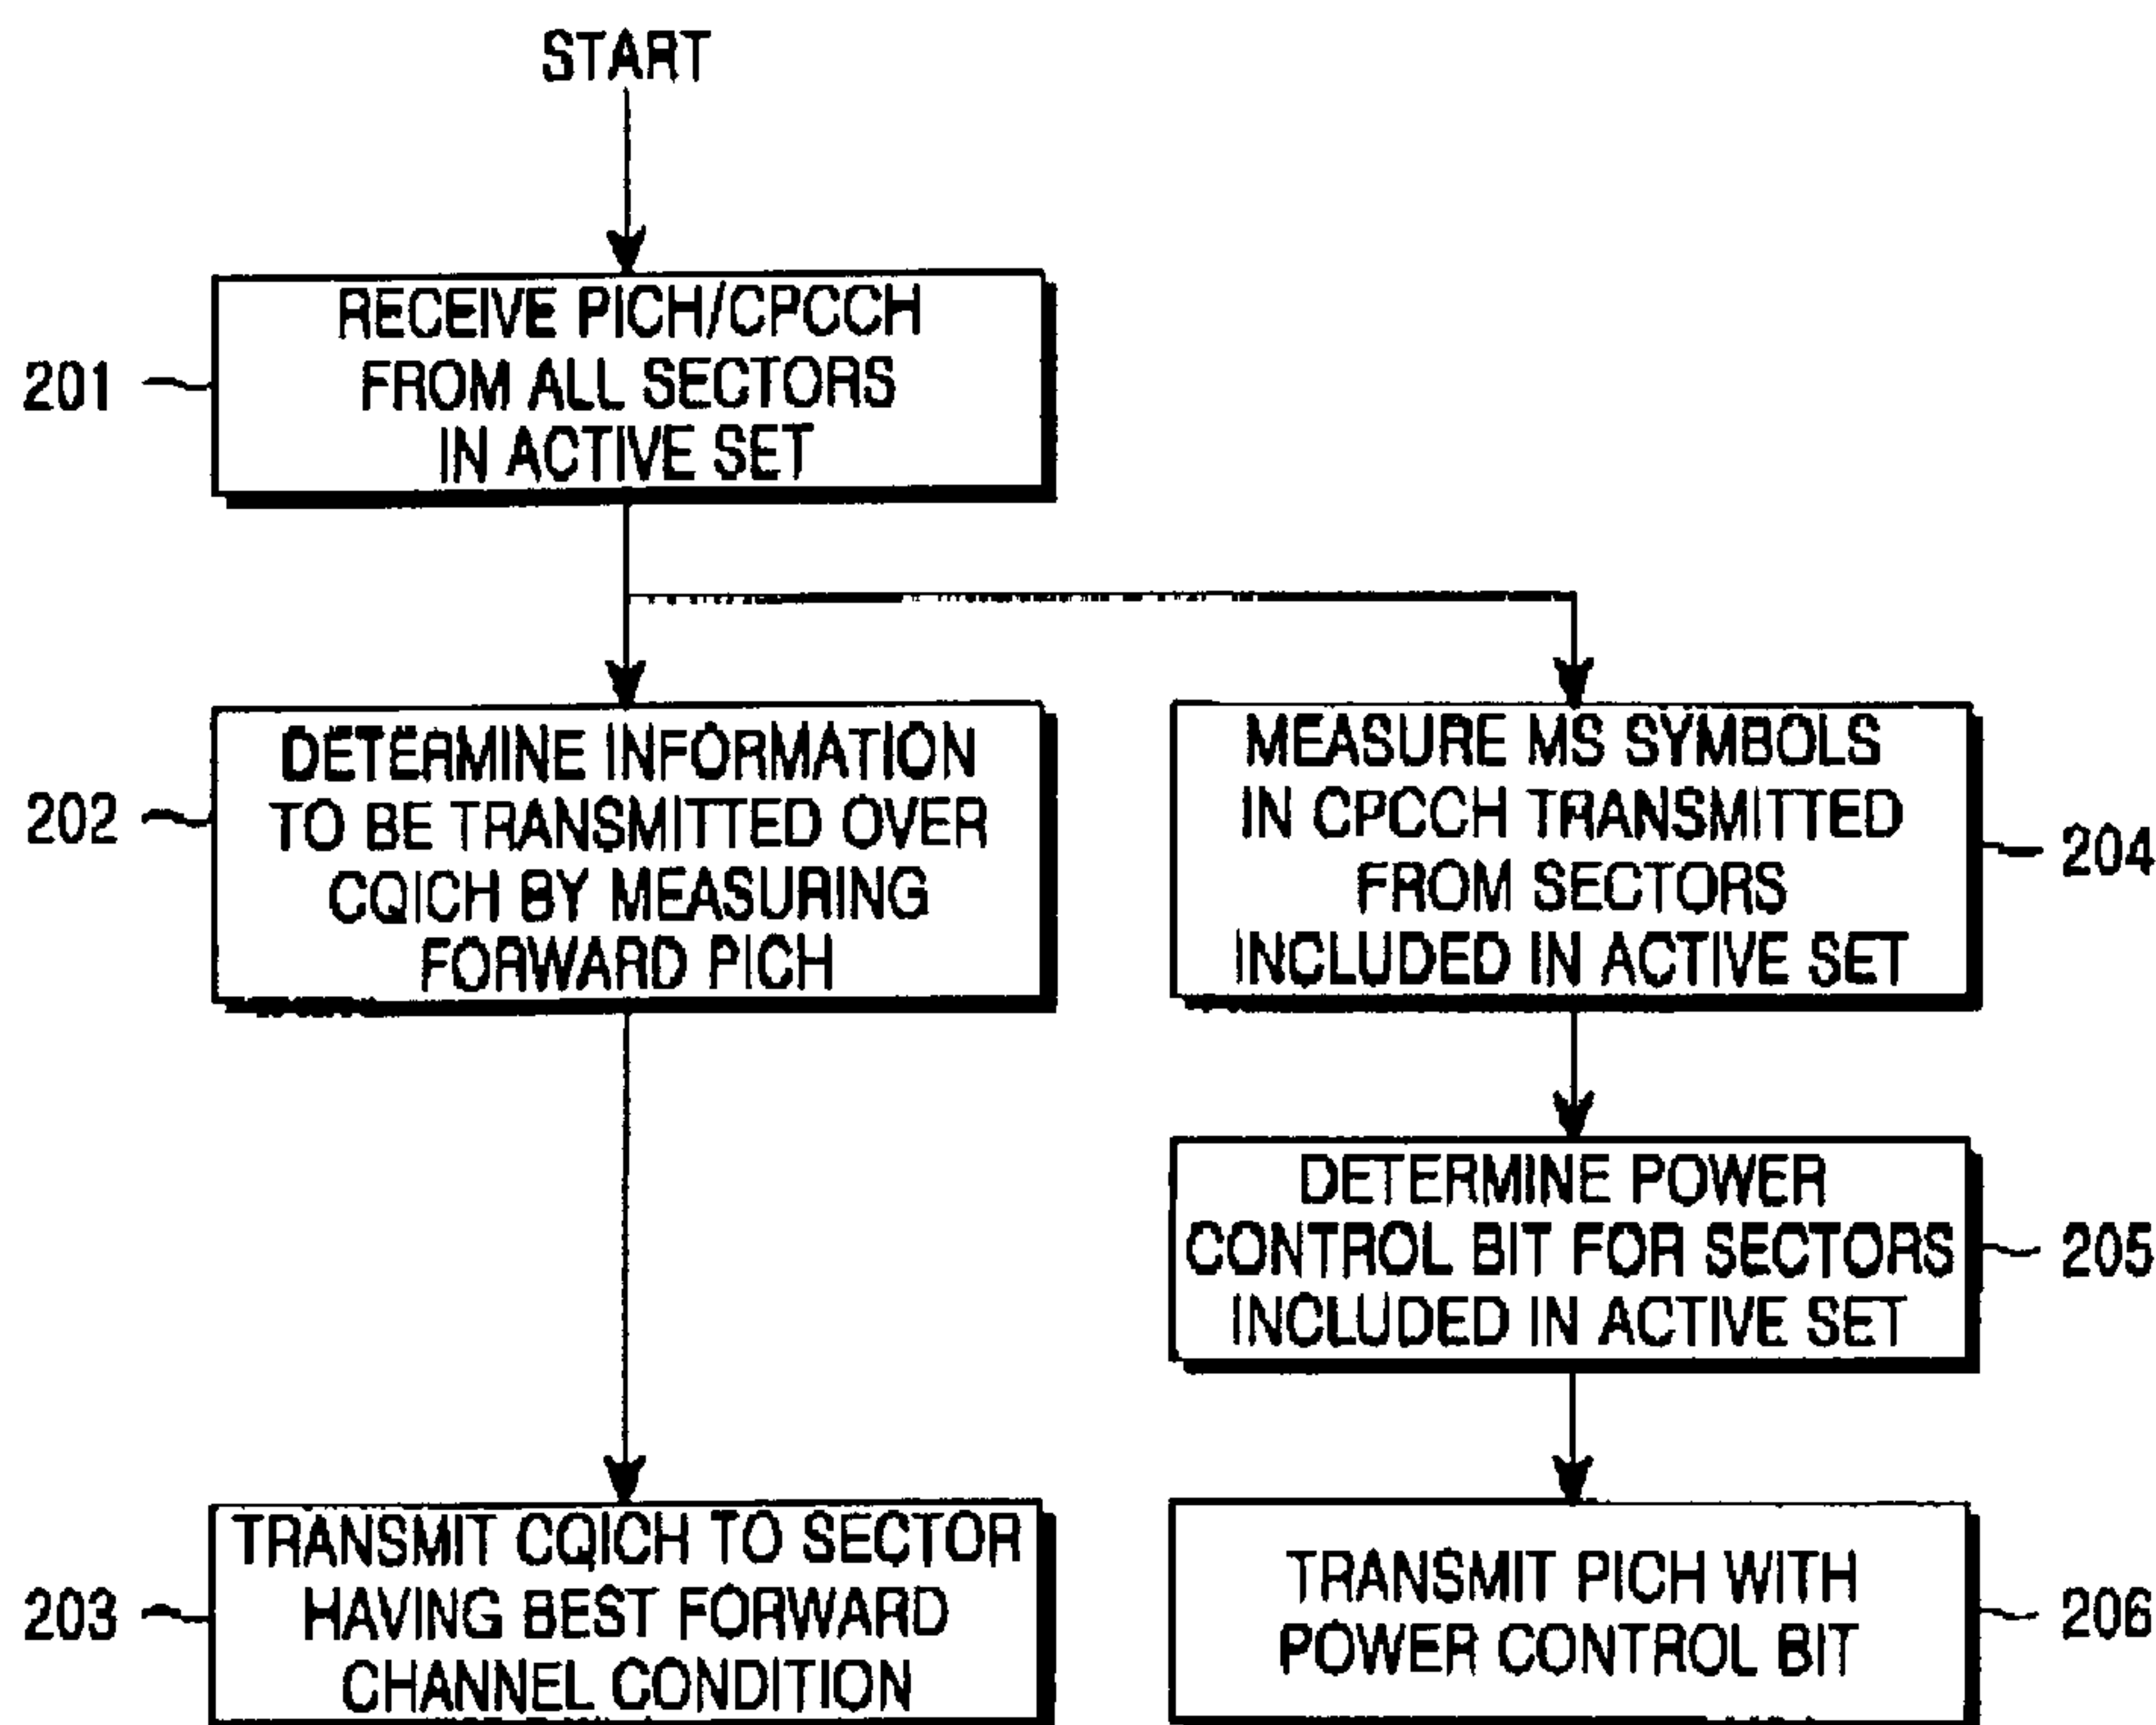 START
201
RECEIVE PICH/CPCCH
FROM ALL SECTORS
IN ACTIVE SET
202
DETERMINE INFORMATION
TO BE TRANSMITTED OVER
CQICH BY MEASURING
FORWARD PICH
203
TRANSMIT CQICH TO SECTOR
HAVING BEST FORWARD
CHANNEL CONDITION
MEASURE MS SYMBOLS
IN CPCCH TRANSMITTED
FROM SECTORS
INCLUDED IN ACTIVE SET
204
DETERMINE POWER
CONTROL BIT FOR SECTORS
INCLUDED IN ACTIVE SET
205
TRANSMIT PICH WITH
POWER CONTROL BIT
206